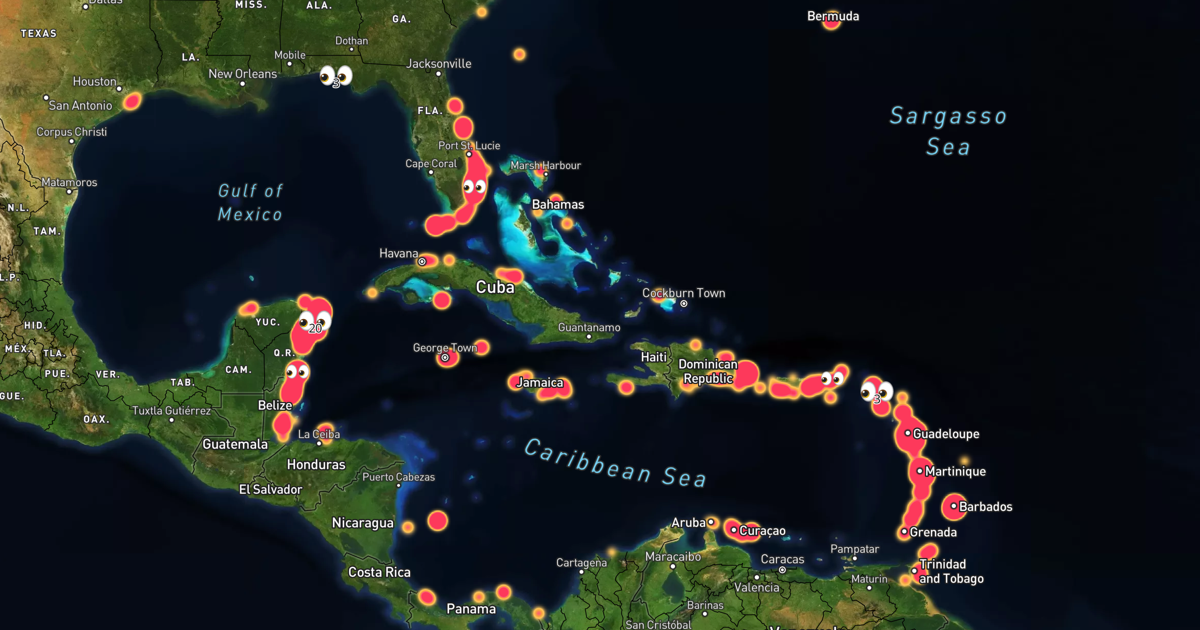 Dallas
MISS.
ALA.
GA.
Bermuda
TEXAS
Dothan
LA.
Mobile
Jacksonville
New Orleans
Houston
3
San Antonio
FLA.
Sargasso
Sea
Corpus Christi
Port St. Lucie
Cape Coral
Marsh Harbour
Matamoros
Gulf of
Mexico
N.L.
Bahamas
TAM.
Havana
L.P.
Cuba
Cockburn Town
YUC.
20
HID.
Guantanamo
MÉX.
TLA.
Q.R.
George Town
Haiti
Dominican
Republic
PUE.
VER.
CAM.
TAB.
Jamaica
GUE.
Belize
3
Tuxtla Gutiérrez
OAX.
La Ceiba
Guadeloupe
Guatemala
Caribbean Sea
Honduras
Martinique
Puerto Cabezas
El Salvador
Barbados
Nicaragua
Aruba
Curaçao
Grenada
Pampatar
Cartagena
Maracaibo
Caracas
Trinidad
and Tobago
Costa Rica
Valencia
Maturín
Panama
Barinas
San Cristóbal